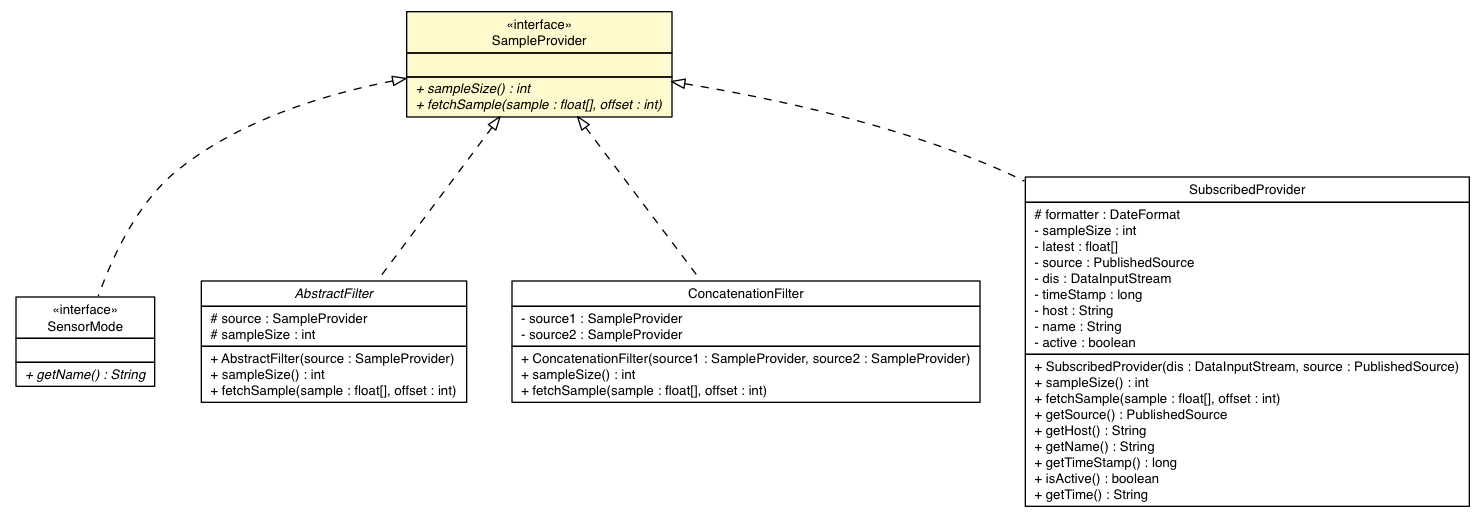 «interface»
SampleProvider
+ sampleSize() : int
+ fetchSample(sample : float[], offset : int)
«interface»
SensorMode
+ getName() : String
AbstractFilter
# source : SampleProvider
# sampleSize : int
+ AbstractFilter(source : SampleProvider)
+ sampleSize() : int
+ fetchSample(sample : float[], offset : int)
ConcatenationFilter
- source1 : SampleProvider
- source2 : SampleProvider
+ ConcatenationFilter(source1 : SampleProvider, source2 : SampleProvider)
+ sampleSize() : int
+ fetchSample(sample : float[], offset : int)
SubscribedProvider
# formatter : DateFormat
- sampleSize : int
- latest : float[]
- source : PublishedSource
- dis : DataInputStream
- timeStamp : long
- host : String
- name : String
- active : boolean
+ SubscribedProvider(dis : DataInputStream, source : PublishedSource)
+ sampleSize() : int
+ fetchSample(sample : float[], offset : int)
+ getSource() : PublishedSource
+ getHost() : String
+ getName() : String
+ getTimeStamp() : long
+ isActive() : boolean
+ getTime() : String